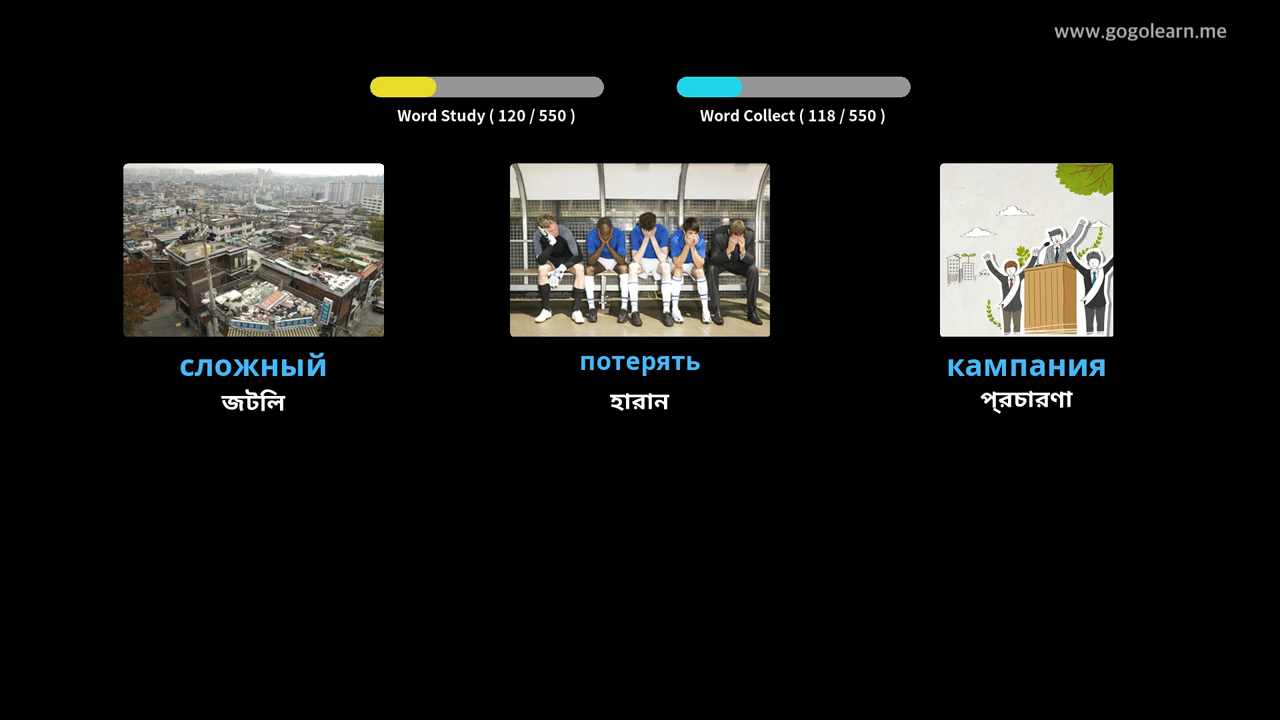 www.gogolearn.me
Word Study ( 120 / 550 )
Word Collect ( 118 / 550 )
сложный
потерять
кампания
জটিল
হারান
প্রচারণা